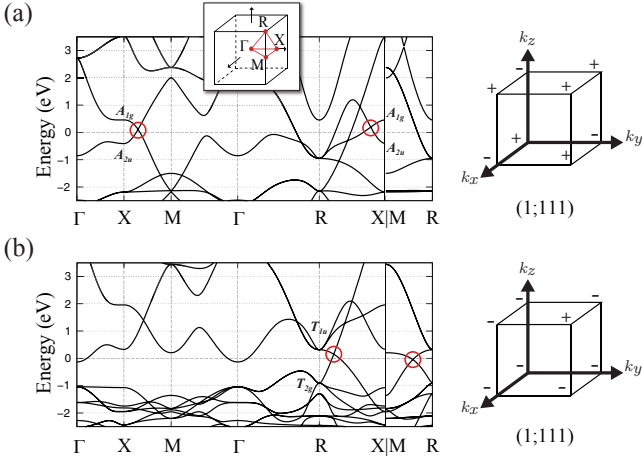 (a)
R
Γ
X
M
Energy (eV)
3
2
1
0
−1
−2
A1g
A2u
A1g
A2u
Γ
X
M
Γ
R
X|M
R
kz
ky
kx
-
+
+
+
+
-
+
-
(1;111)
(b)
Energy (eV)
3
2
1
0
−1
−2
T1u
T2g
Γ
X
M
Γ
R
X|M
R
kz
ky
kx
-
-
-
+
-
-
-
-
(1;111)